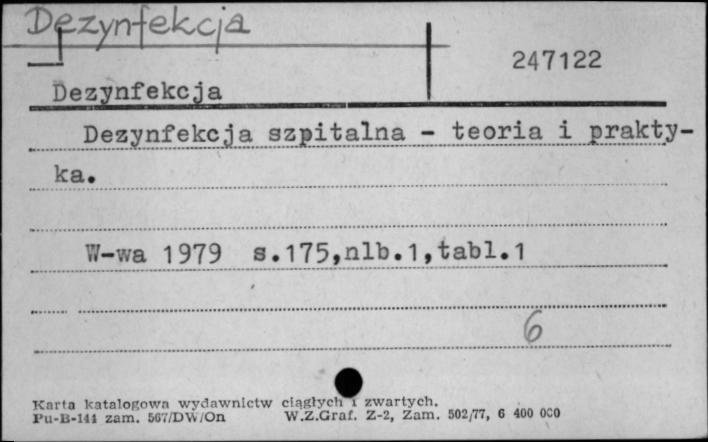 Dezynfekcja
247122
Dezynfekcja
Dezynfekcja szpitalna - teoria i prakty-
ka.
W-wa 1979 s.175,nlb.1,tabl.1
6
Karta katalogowa wydawnictw ciągłych i zwartych.
Pu-B-144 zam. 567/DW/On W.Z.Graf. Z-2, Zam. 502/77, 6 400 000